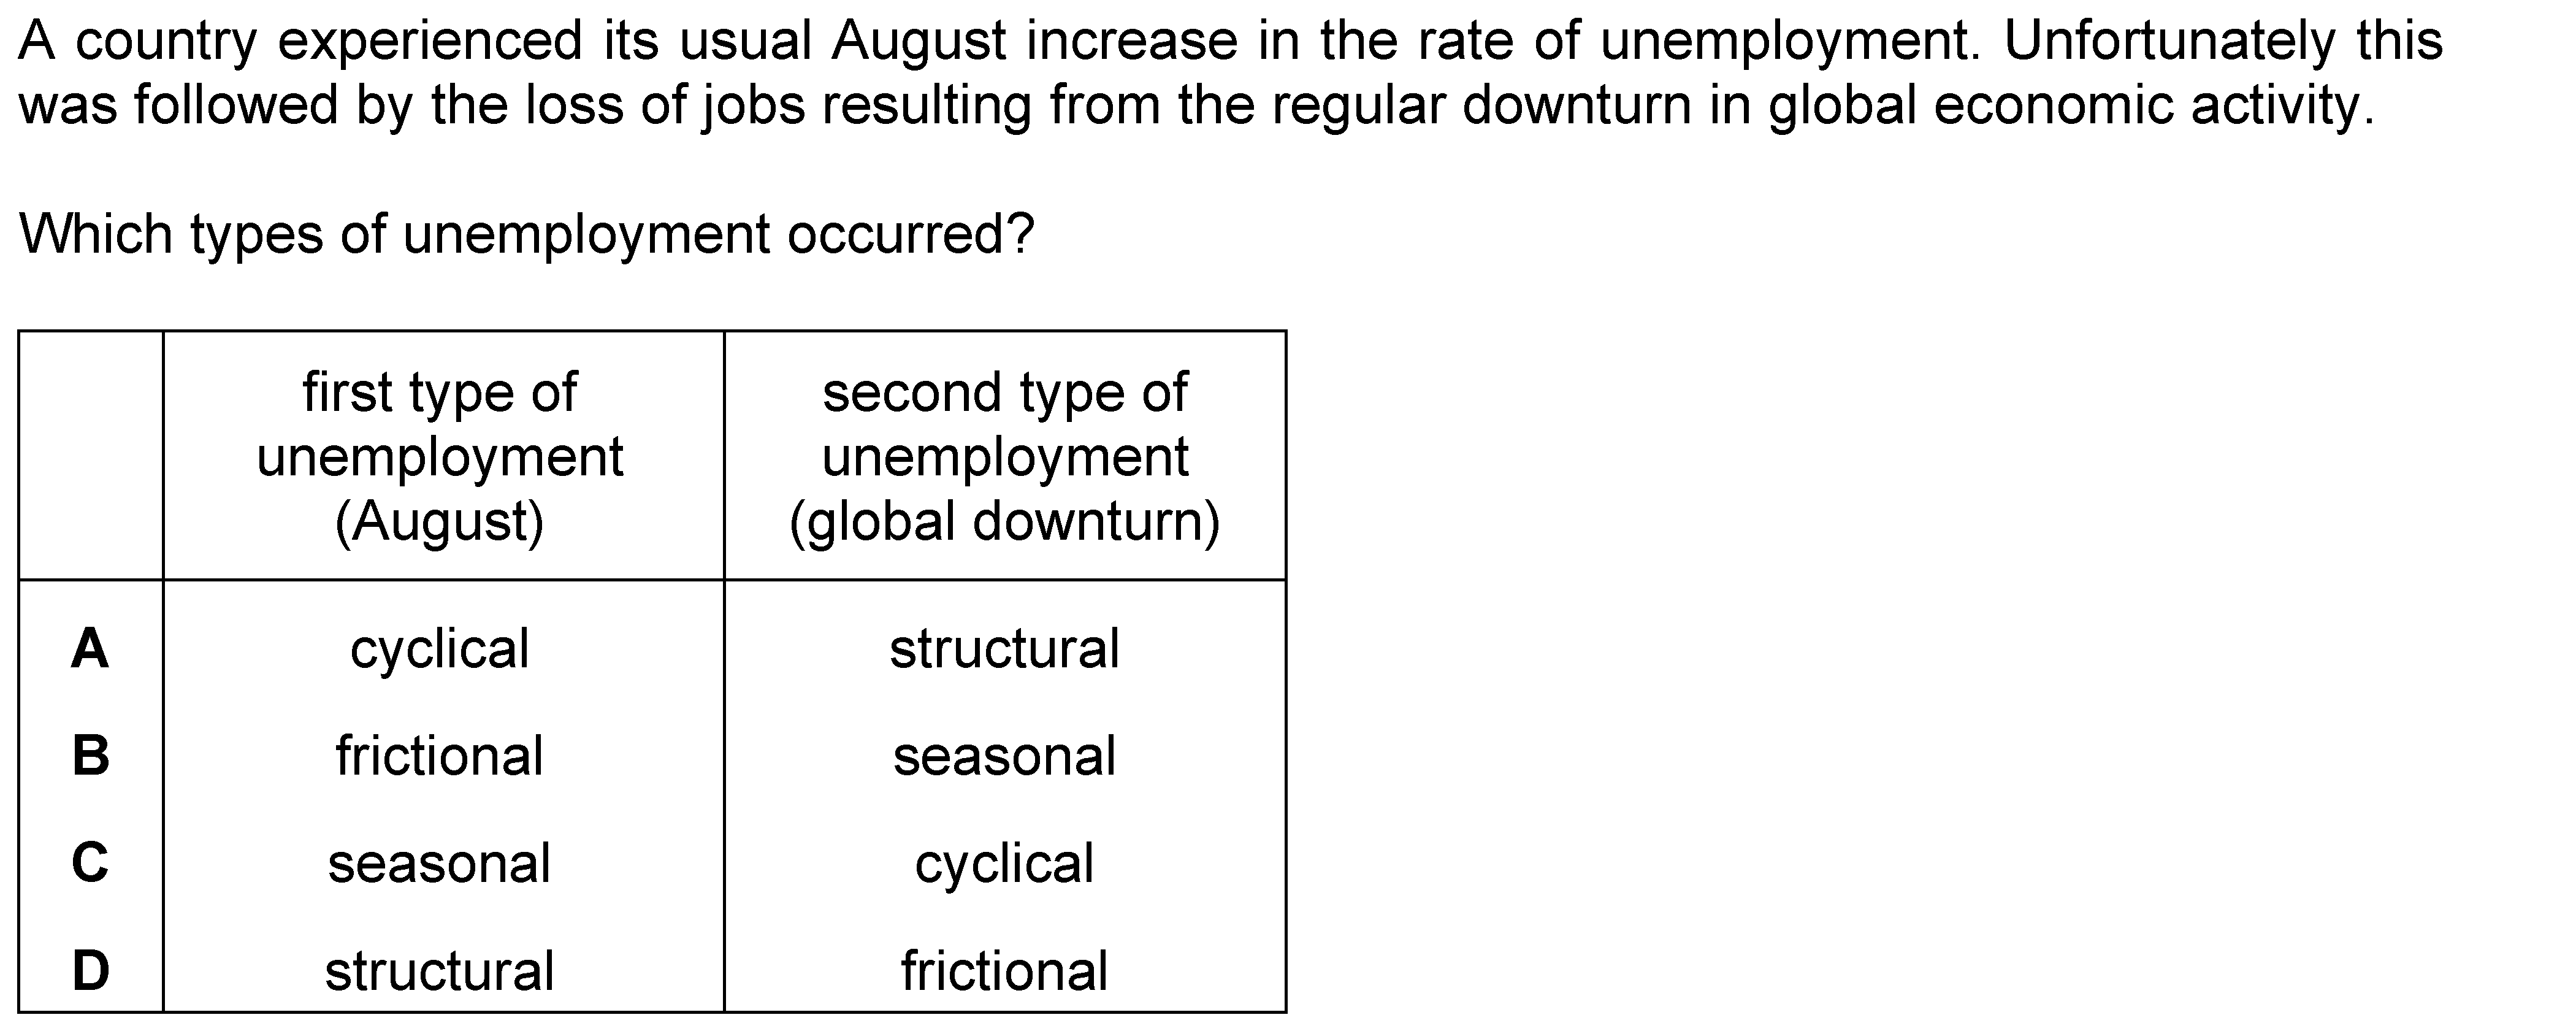 A country experienced its usual August increase in the rate of unemployment. Unfortunately this
was followed by the loss of jobs resulting from the regular downturn in global economic activity.
Which types of unemployment occurred?
first type of
unemployment
(August)
second type of
unemployment
(global downturn)
A cyclical structural
B frictional seasonal
C seasonal cyclical
D structural frictional